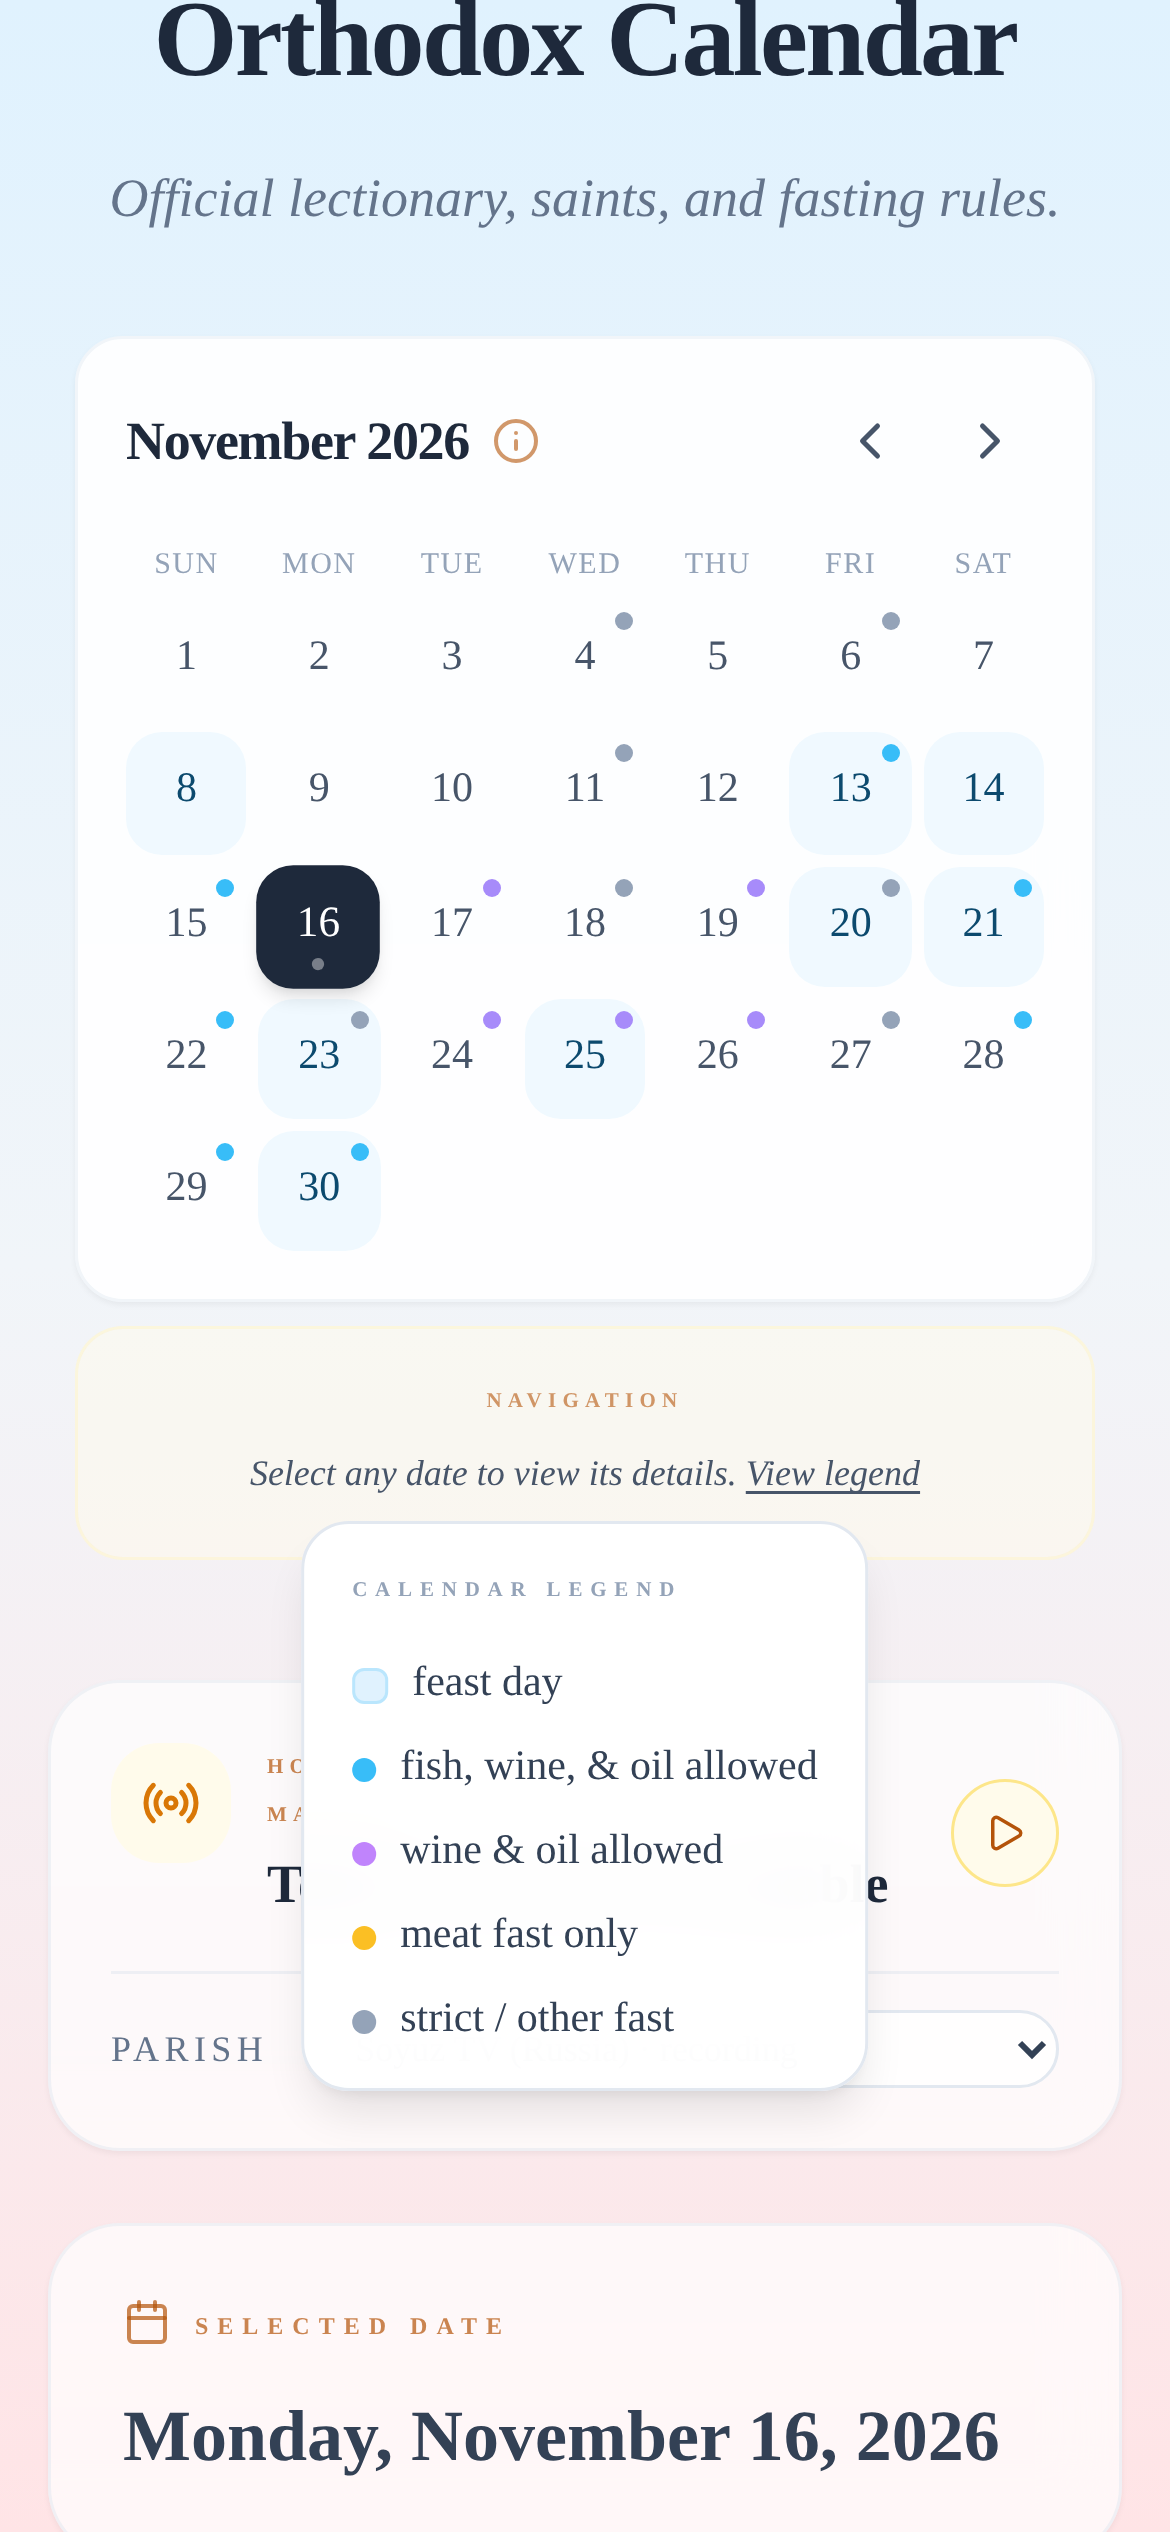 Orthodox Calendar
Official lectionary, saints, and fasting rules.
November 2026
SUN MON TUE WED THU FRI SAT
1 2 3 4 5 6 7
8 9 10 11 12 13 14
15 16 17 18 19 20 21
22 23 24 25 26 27 28
29 30
NAVIGATION
Select any date to view its details. View legend
CALENDAR LEGEND
feast day
fish, wine, & oil allowed
wine & oil allowed
meat fast only
strict / other fast
PARISH
SELECTED DATE
Monday, November 16, 2026